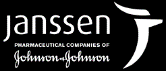 janssen
PHARMACEUTICAL COMPANIES OF
Johnson & Johnson